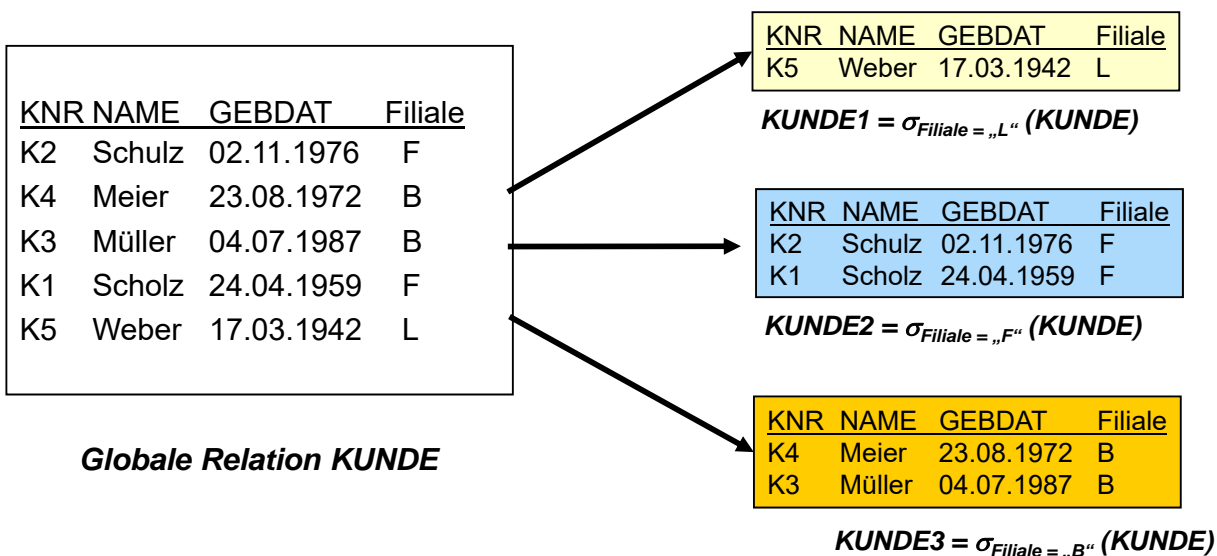 KNR NAME GEBDAT Filiale
K2 Schulz 02.11.1976 F
K4 Meier 23.08.1972 B
K3 Müller 04.07.1987 B
K1 Scholz 24.04.1959 F
K5 Weber 17.03.1942 L
Globale Relation KUNDE
KNR NAME GEBDAT Filiale
K5 Weber 17.03.1942 L
KUNDE1 = σFiliale = „L“ (KUNDE)
KNR NAME GEBDAT Filiale
K2 Schulz 02.11.1976 F
K1 Scholz 24.04.1959 F
KUNDE2 = σFiliale = „F“ (KUNDE)
KNR NAME GEBDAT Filiale
K4 Meier 23.08.1972 B
K3 Müller 04.07.1987 B
KUNDE3 = σFiliale = „B“ (KUNDE)